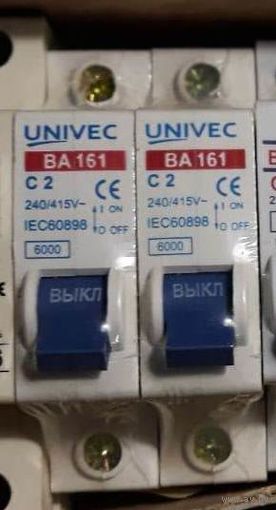 UNIVEC
BA 161
C 2
CE
240/415V~
I ON
IEC60898
O OFF
6000
ВЫКЛ
UNIVEC
BA 161
C 2
CE
240/415V~
I ON
IEC60898
O OFF
6000
ВЫКЛ